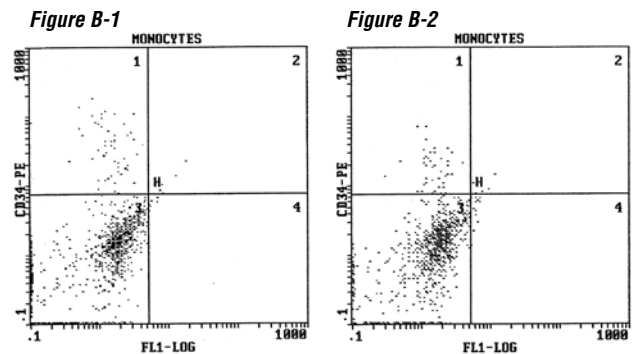 Figure B-1
MONOCYTES
1000
1
2
CD34-PE
H
3
4
.1
.1
1000
FL1-LOG
Figure B-2
MONOCYTES
1000
1
2
CD34-PE
H
3
4
.1
.1
1000
FL1-LOG